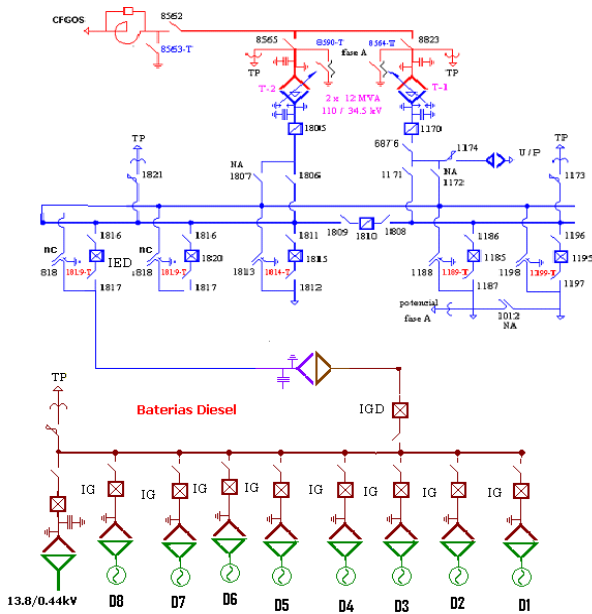 CFGOS
8562
8563-T
8565
8590-T
fase A
8564-T
8823
TP
TP
T-2
T-1
2 x 12 MVA
110 / 34.5 kV
1805
1170
TP
6876
1174
U / P
TP
1821
NA
1807
1806
1171
NA
1172
1173
1809
1810
1808
nc
1816
nc
1816
1811
1186
1196
818
1819-T
IED
818
1819-T
1820
1813
1814-T
1815
1188
1189-T
1185
1198
1199-T
1195
1817
1817
1812
1187
1197
potencial
fase A
1012
NA
TP
Baterias Diesel
IGD
IG
IG
IG
IG
IG
IG
IG
IG
13.8/0.44kV
D8
D7
D6
D5
D4
D3
D2
D1